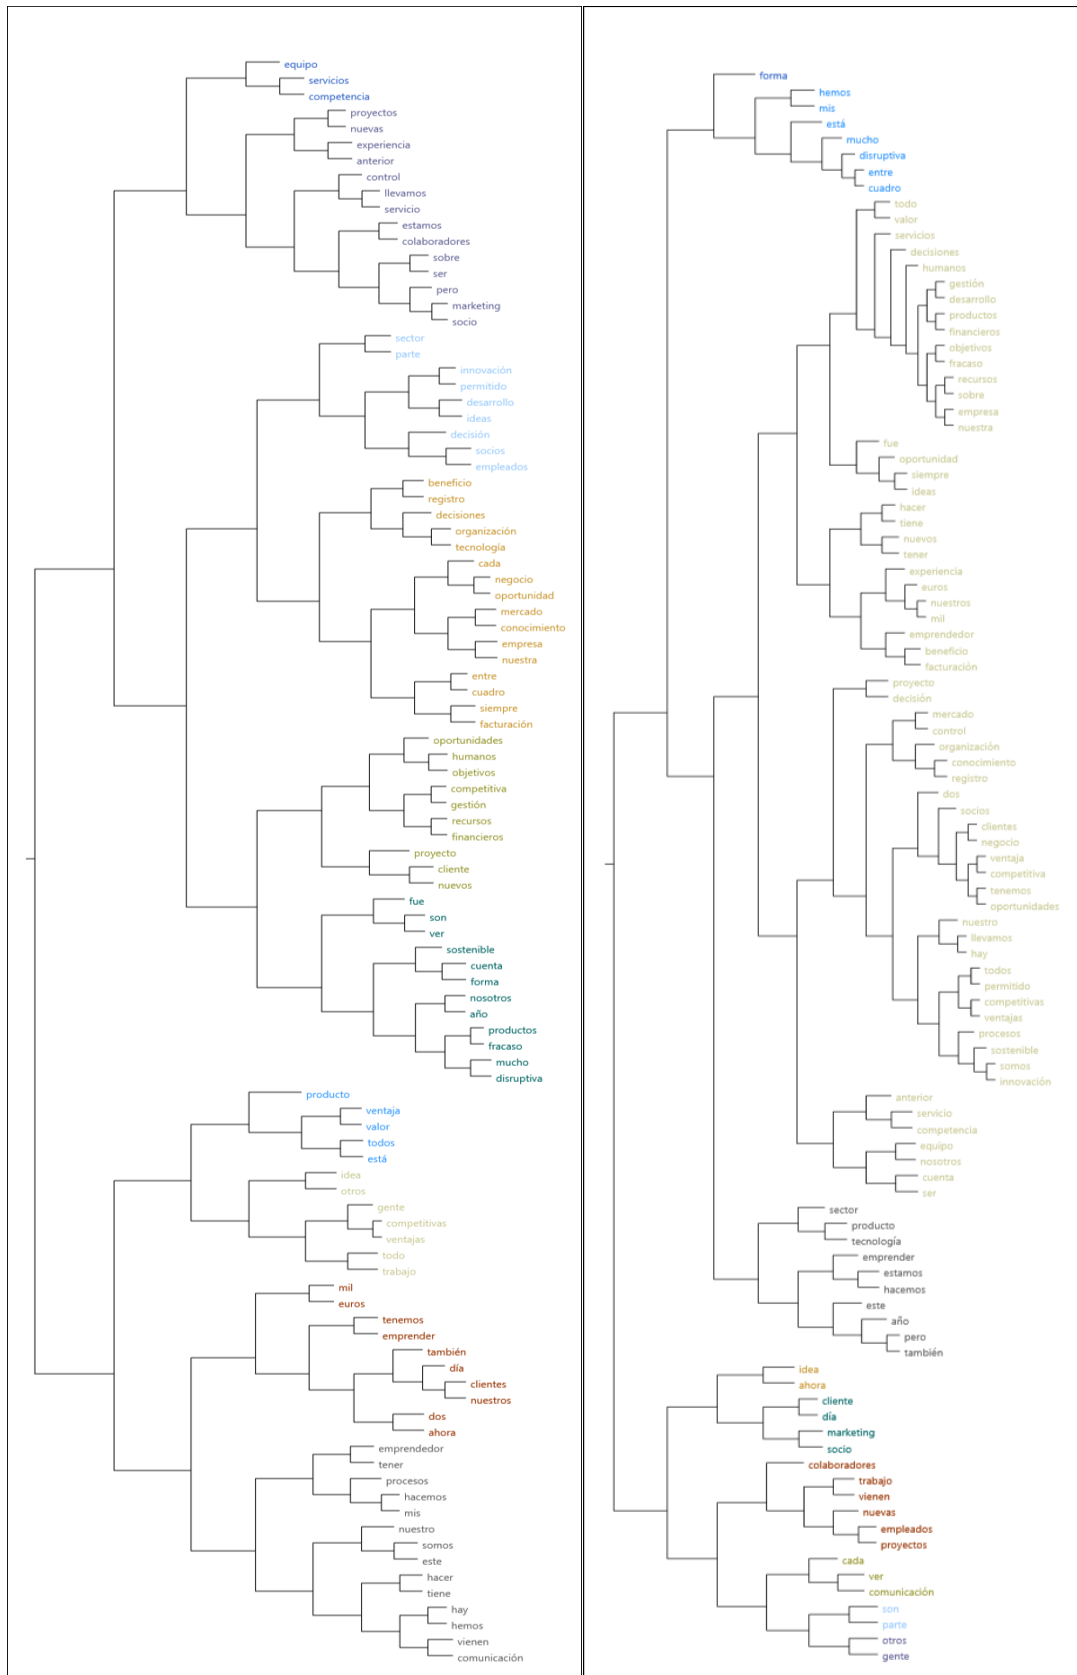 equipo
servicios
competencia
proyectos
nuevas
experiencia
anterior
control
llevamos
servicio
estamos
colaboradores
sobre
ser
pero
marketing
socio
sector
parte
innovación
permitido
desarrollo
ideas
decisión
socios
empleados
beneficio
registro
decisiones
organización
tecnología
cada
negocio
oportunidad
mercado
conocimiento
empresa
nuestra
entre
cuadro
siempre
facturación
oportunidades
humanos
objetivos
competitiva
gestión
recursos
financieros
proyecto
cliente
nuevos
fue
son
ver
sostenible
cuenta
forma
nosotros
año
productos
fracaso
mucho
disruptiva
producto
ventaja
valor
todos
está
idea
otros
gente
competitivas
ventajas
todo
trabajo
mil
euros
tenemos
emprender
también
día
clientes
nuestros
dos
ahora
emprendedor
tener
procesos
hacemos
mis
nuestro
somos
este
hacer
tiene
hay
hemos
vienen
comunicación
forma
hemos
mis
está
mucho
disruptiva
entre
cuadro
todo
valor
servicios
decisiones
humanos
gestión
desarrollo
productos
financieros
objetivos
fracaso
recursos
sobre
empresa
nuestra
fue
oportunidad
siempre
ideas
hacer
tiene
nuevos
tener
experiencia
euros
nuestros
mil
emprendedor
beneficio
facturación
proyecto
decisión
mercado
control
organización
conocimiento
registro
dos
socios
clientes
negocio
ventaja
competitiva
tenemos
oportunidades
nuestro
llevamos
hay
todos
permitido
competitivas
ventajas
procesos
sostenible
somos
innovación
anterior
servicio
competencia
equipo
nosotros
cuenta
ser
sector
producto
tecnología
emprender
estamos
hacemos
este
año
pero
también
idea
ahora
cliente
día
marketing
socio
colaboradores
trabajo
vienen
nuevas
empleados
proyectos
cada
ver
comunicación
son
parte
otros
gente